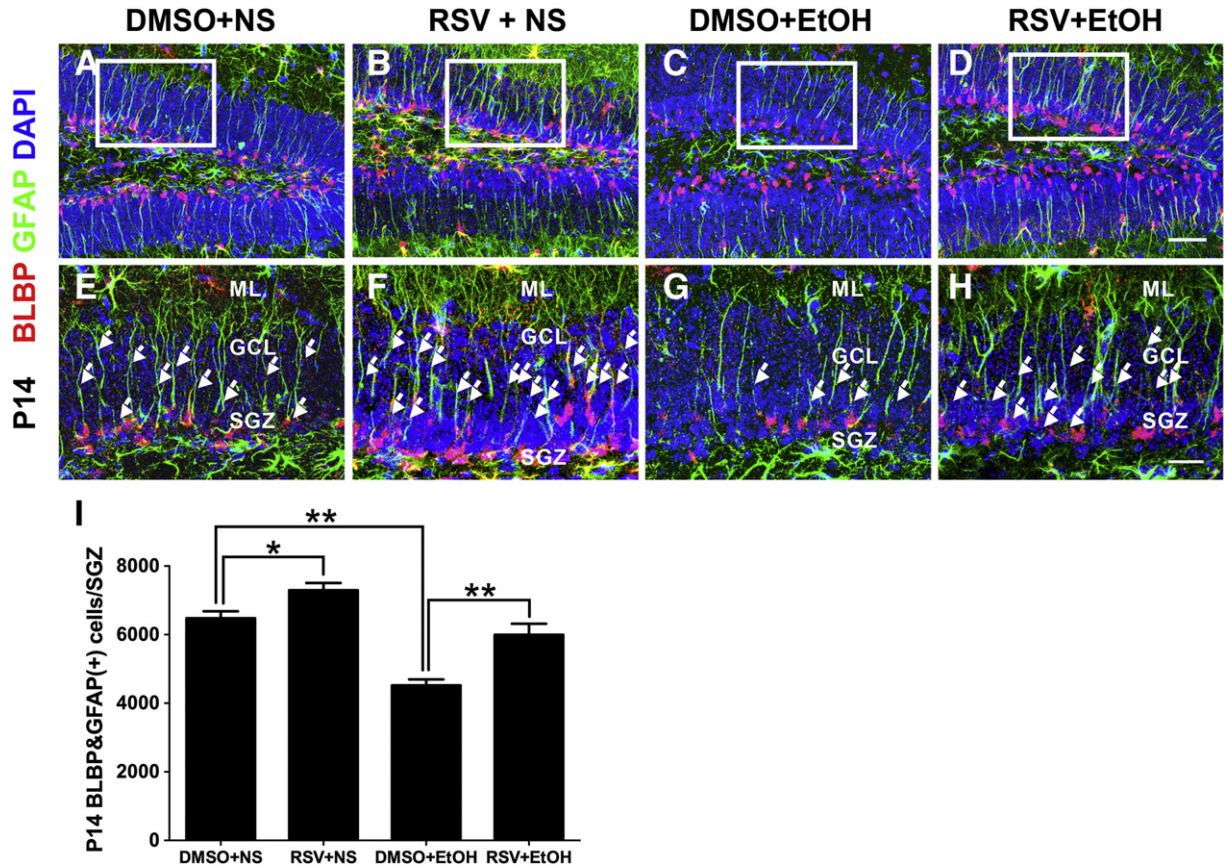 DMSO+NS RSV + NS DMSO+EtOH RSV+EtOH
P14 BLBP GFAP DAPI
A B C D
E ML GCL SGZ
F ML GCL SGZ
G ML GCL SGZ
H ML GCL SGZ
I
P14 BLBP&GFAP(+) cells/SGZ
8000
6000
4000
2000
0
** * **
DMSO+NS RSV+NS DMSO+EtOH RSV+EtOH